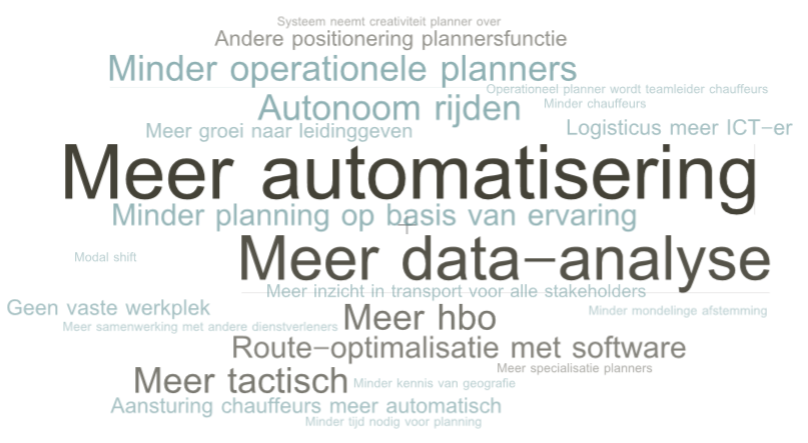 Systeem neemt creativiteit planner over
Andere positionering plannersfunctie
Minder operationele planners
Operationeel planner wordt teamleider chauffeurs
Autonoom rijden
Minder chauffeurs
Meer groei naar leidinggeven
Logisticus meer ICT-er
Meer automatisering
Minder planning op basis van ervaring
Meer data-analyse
Modal shift
Meer inzicht in transport voor alle stakeholders
Geen vaste werkplek
Meer hbo
Minder mondelinge afstemming
Meer samenwerking met andere dienstverleners
Route-optimalisatie met software
Meer specialisatie planners
Meer tactisch
Minder kennis van geografie
Aansturing chauffeurs meer automatisch
Minder tijd nodig voor planning